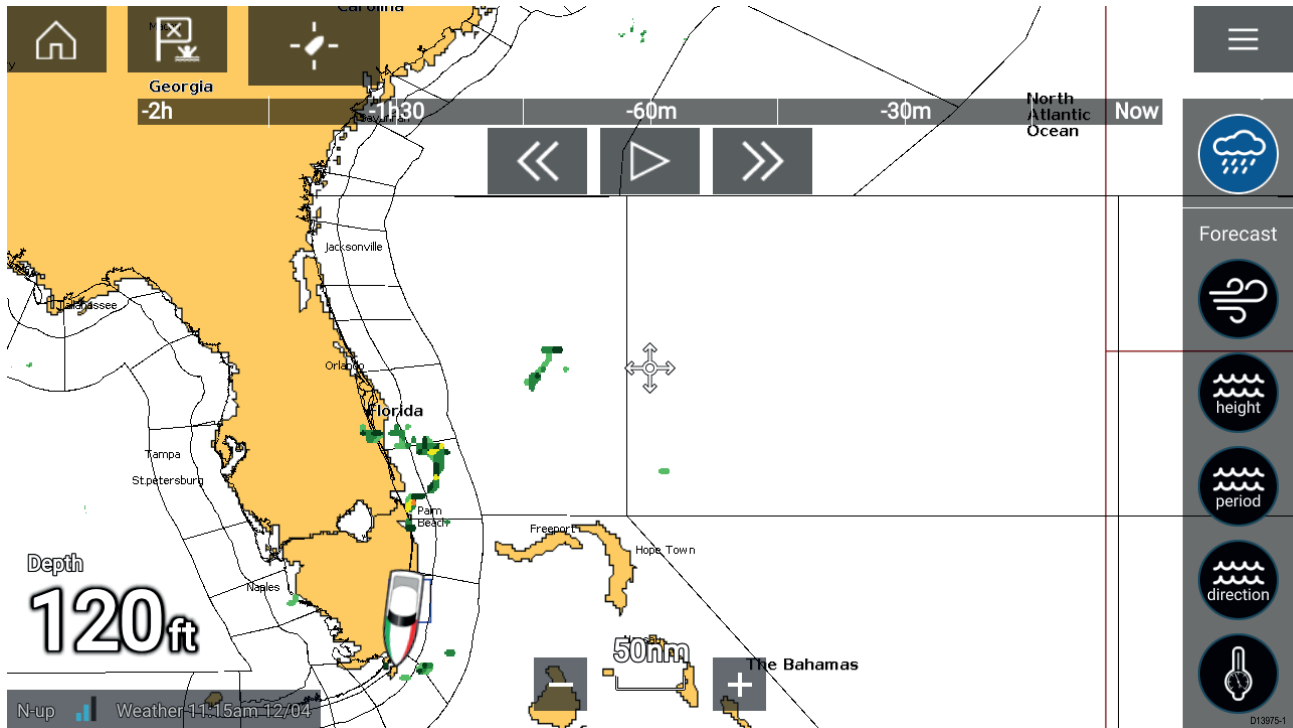 Carolina
Georgia
-2h
-1h30
-60m
-30m
Now
North
Atlantic
Ocean
Forecast
Jacksonville
Tallahassee
Orlando
Florida
height
Tampa
St.petersburg
period
Palm
Beach
Freeport
Hope Town
Depth
120ft
Naples
direction
50nm
The Bahamas
N-up
Weather 11.15am 12/04
D13975-1